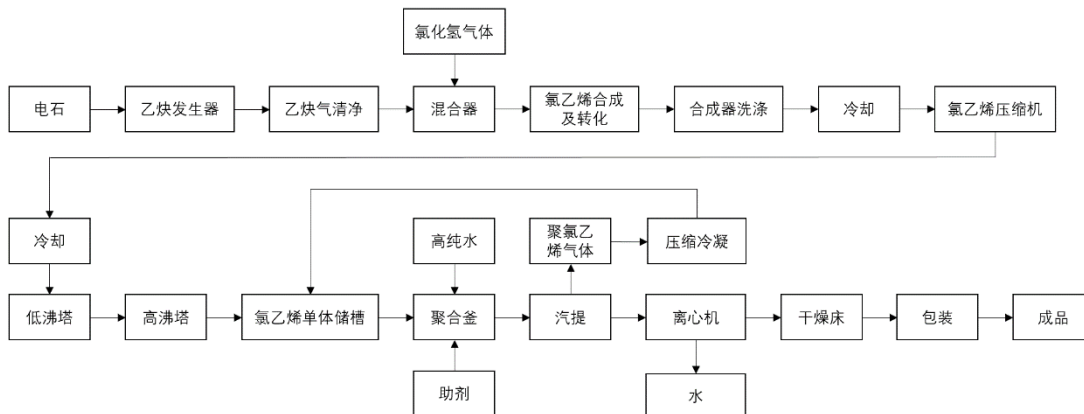 氯化氢气体
电石
乙炔发生器
乙炔气清净
混合器
氯乙烯合成
及转化
合成器洗涤
冷却
氯乙烯压缩机
冷却
高纯水
聚氯乙
烯气体
压缩冷凝
低沸塔
高沸塔
氯乙烯单体储槽
聚合釜
汽提
离心机
干燥床
包装
成品
助剂
水